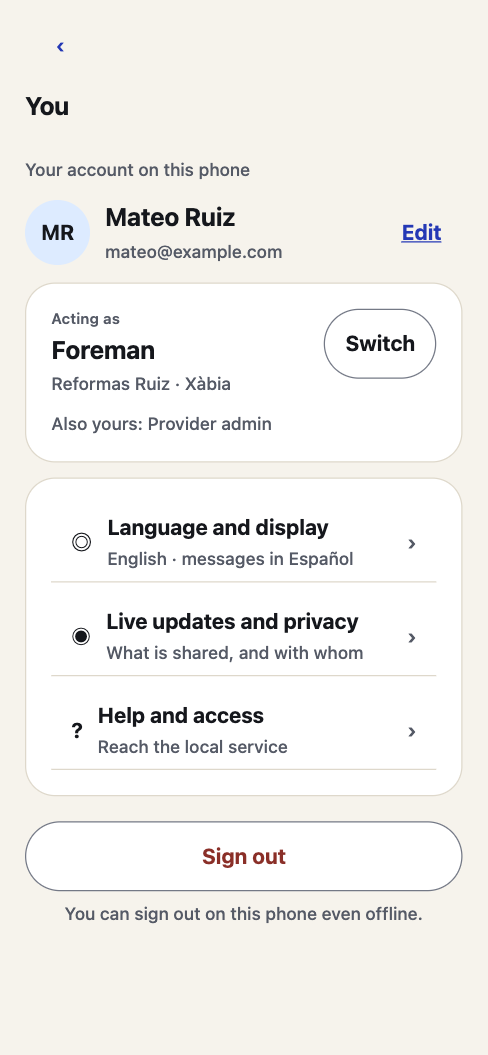 ‹
You
Your account on this phone
MR
Mateo Ruiz
mateo@example.com
Edit
Acting as
Foreman
Reformas Ruiz · Xàbia
Also yours: Provider admin
Switch
◎ Language and display ›
English · messages in Español
◉ Live updates and privacy ›
What is shared, and with whom
? Help and access ›
Reach the local service
Sign out
You can sign out on this phone even offline.